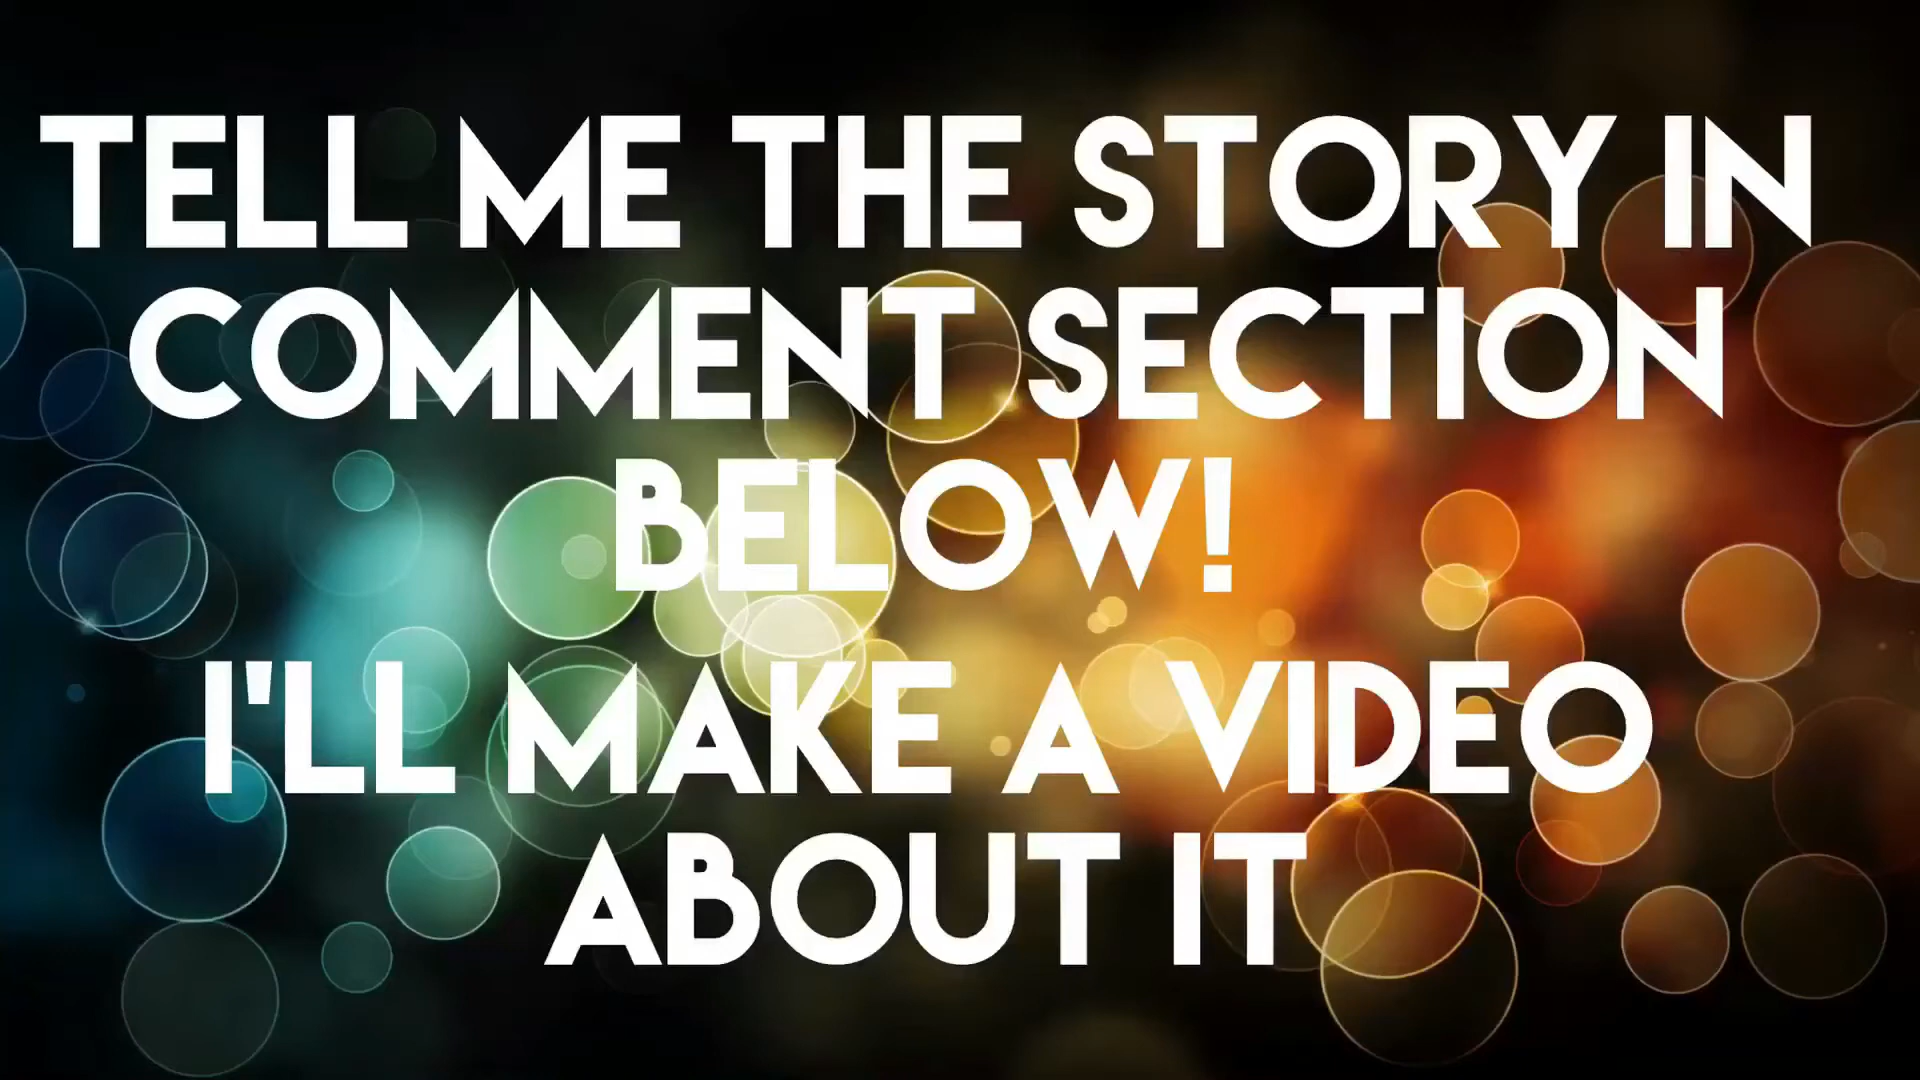 TELL ME THE STORY IN
COMMENT SECTION
BELOW!
I'LL MAKE A VIDEO
ABOUT IT